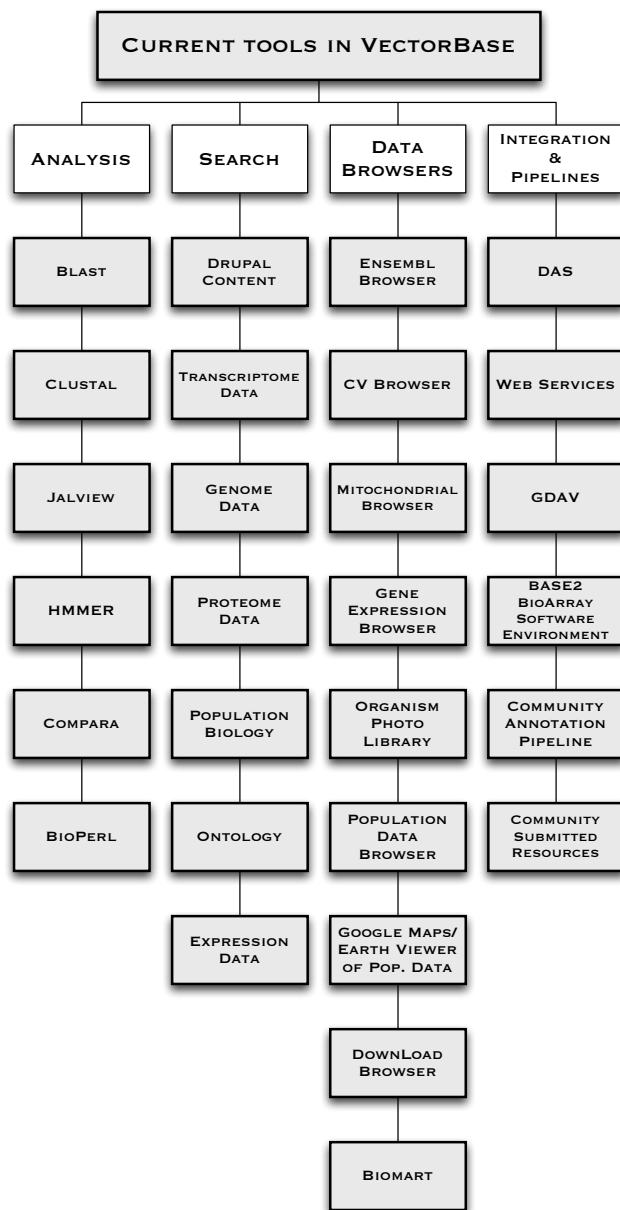 Current tools in VectorBase
Analysis
Blast
Clustal
Jalview
HMMER
Compara
BioPerl
Search
Drupal
Content
Transcriptome
Data
Genome
Data
Proteome
Data
Population
Biology
Ontology
Expression
Data
Data
Browsers
Ensembl
Browser
CV Browser
Mitochondrial
Browser
Gene
Expression
Browser
Organism
Photo
Library
Population
Data
Browser
Google Maps/
Earth Viewer
of Pop. Data
DownLoad
Browser
Biomart
Integration
&
Pipelines
DAS
Web Services
GDAV
BASE2
BioArray
Software
Environment
Community
Annotation
Pipeline
Community
Submitted
Resources